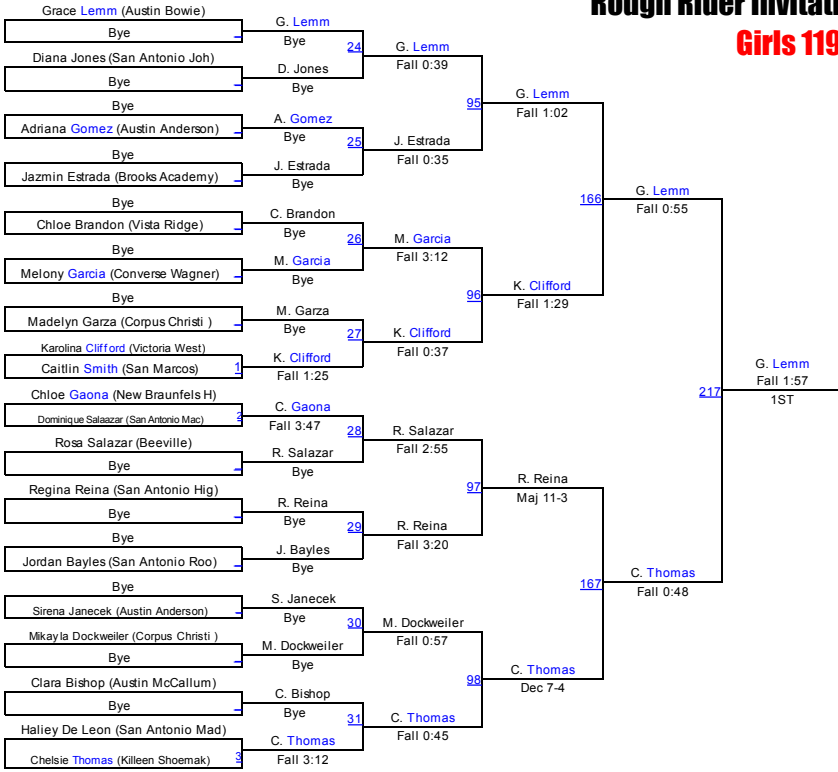 Rough Rider Invitati
Girls 119
Grace Lemm (Austin Bowie)
Bye
Diana Jones (San Antonio Joh)
Bye
Bye
Adriana Gomez (Austin Anderson)
Bye
Jazmin Estrada (Brooks Academy)
Bye
Chloe Brandon (Vista Ridge)
Bye
Melony Garcia (Converse Wagner)
Bye
Madelyn Garza (Corpus Christi )
Karolina Clifford (Victoria West)
Caitlin Smith (San Marcos)
1
Chloe Gaona (New Braunfels H)
Dominique Salaazar (San Antonio Mac)
2
Rosa Salazar (Beeville)
Bye
Regina Reina (San Antonio Hig)
Bye
Bye
Jordan Bayles (San Antonio Roo)
Bye
Sirena Janecek (Austin Anderson)
Mikayla Dockweiler (Corpus Christi )
Bye
Clara Bishop (Austin McCallum)
Bye
Haliey De Leon (San Antonio Mad)
Chelsie Thomas (Killeen Shoemak)
3
G. Lemm
Bye
24
D. Jones
Bye
A. Gomez
Bye
25
J. Estrada
Bye
C. Brandon
Bye
26
M. Garcia
Bye
M. Garza
Bye
27
K. Clifford
Fall 1:25
C. Gaona
Fall 3:47
28
R. Salazar
Bye
R. Reina
Bye
29
J. Bayles
Bye
S. Janecek
Bye
30
M. Dockweiler
Bye
C. Bishop
Bye
31
C. Thomas
Fall 3:12
G. Lemm
Fall 0:39
95
J. Estrada
Fall 0:35
M. Garcia
Fall 3:12
96
K. Clifford
Fall 0:37
R. Salazar
Fall 2:55
97
R. Reina
Fall 3:20
M. Dockweiler
Fall 0:57
98
C. Thomas
Fall 0:45
G. Lemm
Fall 1:02
166
K. Clifford
Fall 1:29
R. Reina
Maj 11-3
167
C. Thomas
Dec 7-4
G. Lemm
Fall 0:55
217
C. Thomas
Fall 0:48
G. Lemm
Fall 1:57
1ST